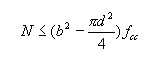 N ≤ (b² − πd²/4) f_cc